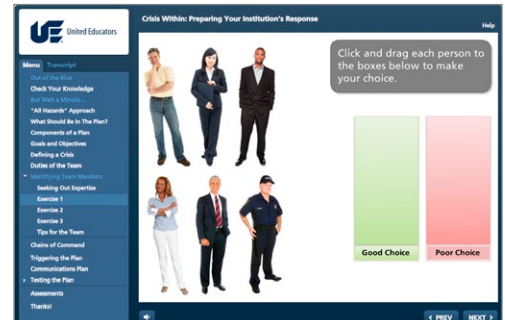 UE
United Educators
Crisis Within: Preparing Your Institution's Response
Help
Menu Transcript
Out of the Blue
Check Your Knowledge
But Wait a Minute...
"All Hazards" Approach
What Should Be In The Plan?
Components of a Plan
Goals and Objectives
Defining a Crisis
Duties of the Team
Identifying Team Members
Seeking Out Expertise
Exercise 1
Exercise 2
Exercise 3
Tips for the Team
Chains of Command
Triggering the Plan
Communications Plan
Testing the Plan
Assessments
Thanks!
Click and drag each person to
the boxes below to make
your choice.
Good Choice
Poor Choice
< PREV
NEXT >